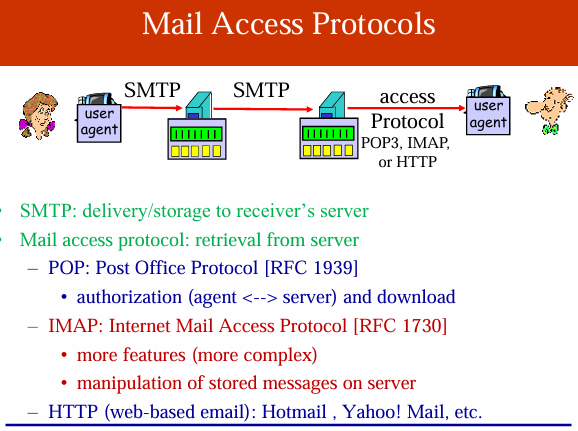 Mail Access Protocols
SMTP
SMTP
access
Protocol
POP3, IMAP,
or HTTP
user
agent
user
agent
• SMTP: delivery/storage to receiver’s server
• Mail access protocol: retrieval from server
– POP: Post Office Protocol [RFC 1939]
• authorization (agent <--> server) and download
– IMAP: Internet Mail Access Protocol [RFC 1730]
• more features (more complex)
• manipulation of stored messages on server
– HTTP (web-based email): Hotmail , Yahoo! Mail, etc.